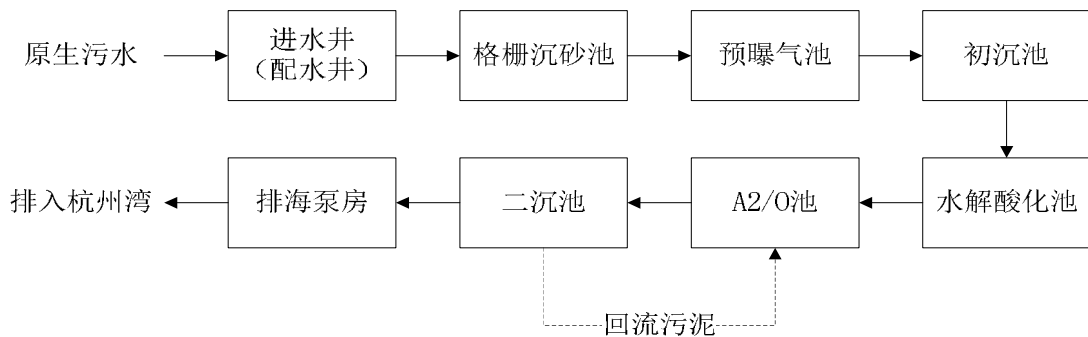 原生污水
进水井
（配水井）
格栅沉砂池
预曝气池
初沉池
排入杭州湾
排海泵房
二沉池
A2/O池
水解酸化池
回流污泥